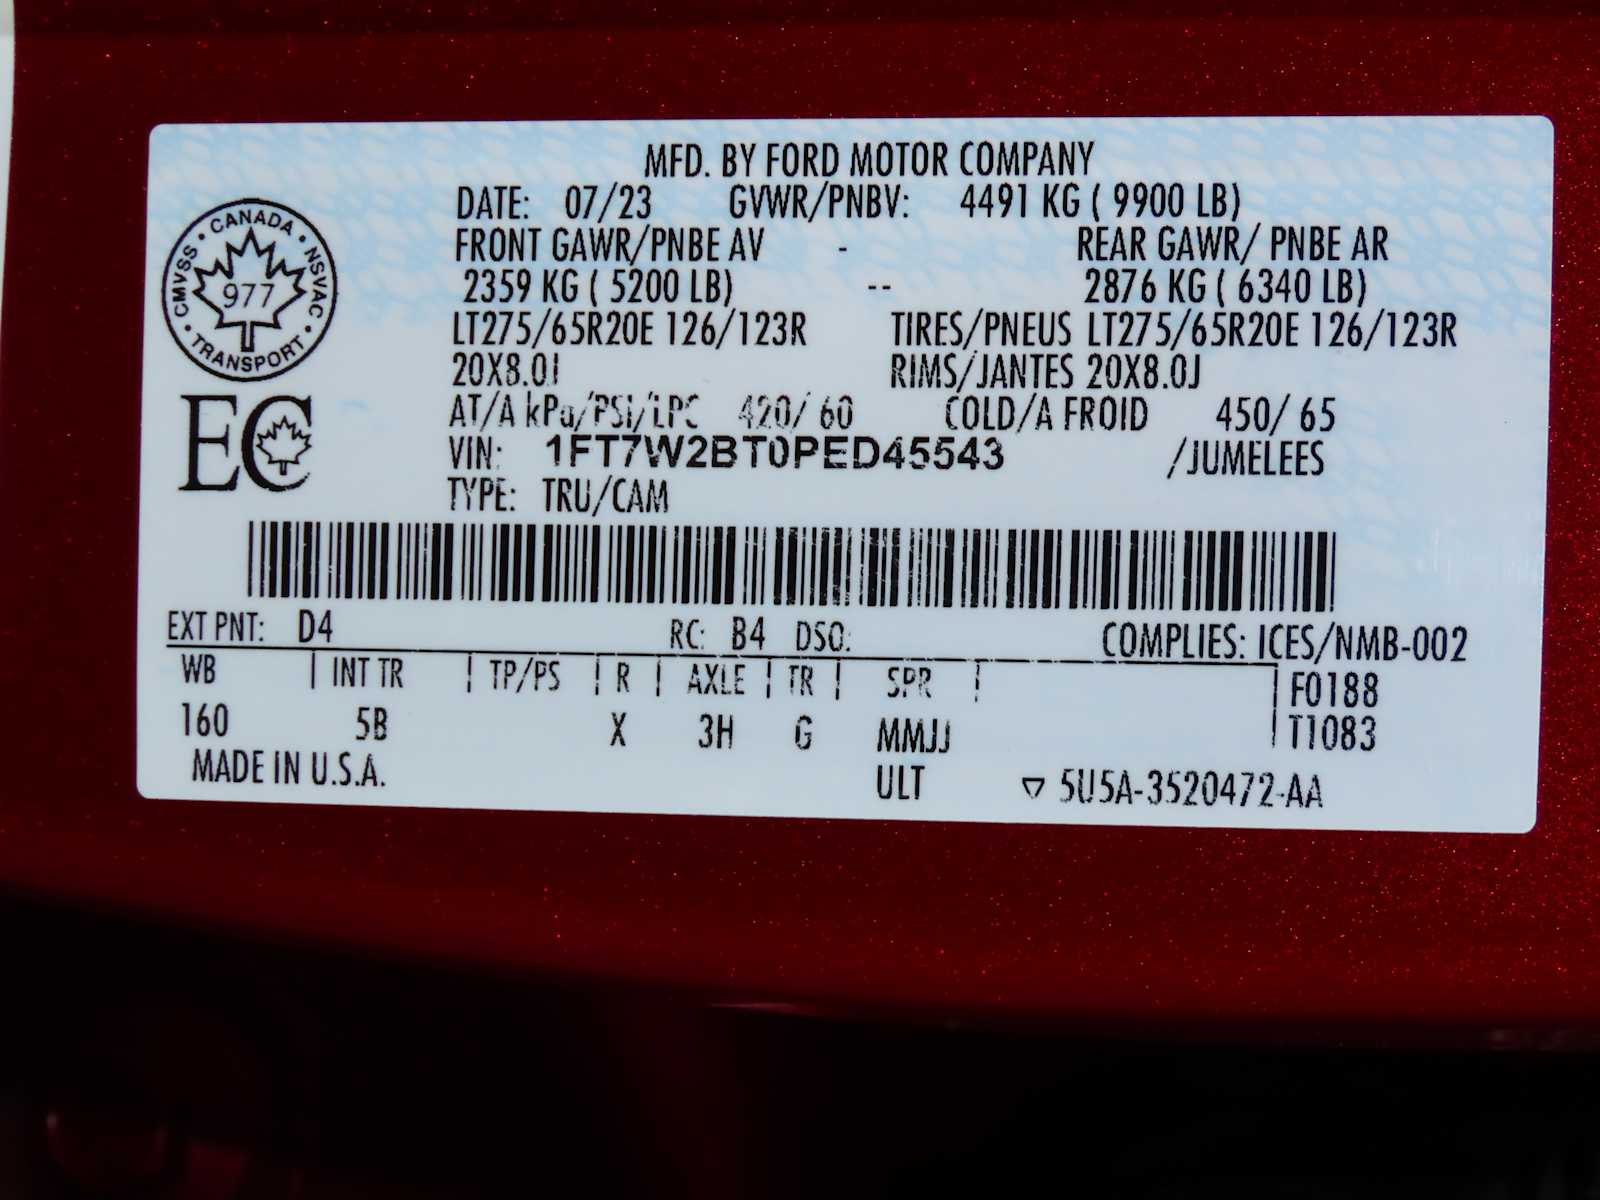 MFD. BY FORD MOTOR COMPANY
DATE: 07/23 GVWR/PNBV: 4491 KG ( 9900 LB)
FRONT GAWR/PNBE AV - REAR GAWR/ PNBE AR
2359 KG ( 5200 LB) -- 2876 KG ( 6340 LB)
LT275/65R20E 126/123R TIRES/PNEUS LT275/65R20E 126/123R
20X8.0J RIMS/JANTES 20X8.0J
AT/A kPa/PSI/LPC 420/ 60 COLD/A FROID 450/ 65
VIN: 1FT7W2BT0PED45543 /JUMELEES
TYPE: TRU/CAM
CANADA • NSVAC • TRANSPORT • CMVSS •
977
EC
EXT PNT: D4 RC: B4 DSO: COMPLIES: ICES/NMB-002
WB | INT TR | TP/PS | R | AXLE | TR | SPR | F0188
160 5B X 3H G MMJJ | T1083
MADE IN U.S.A. ULT ▽ 5U5A-3520472-AA